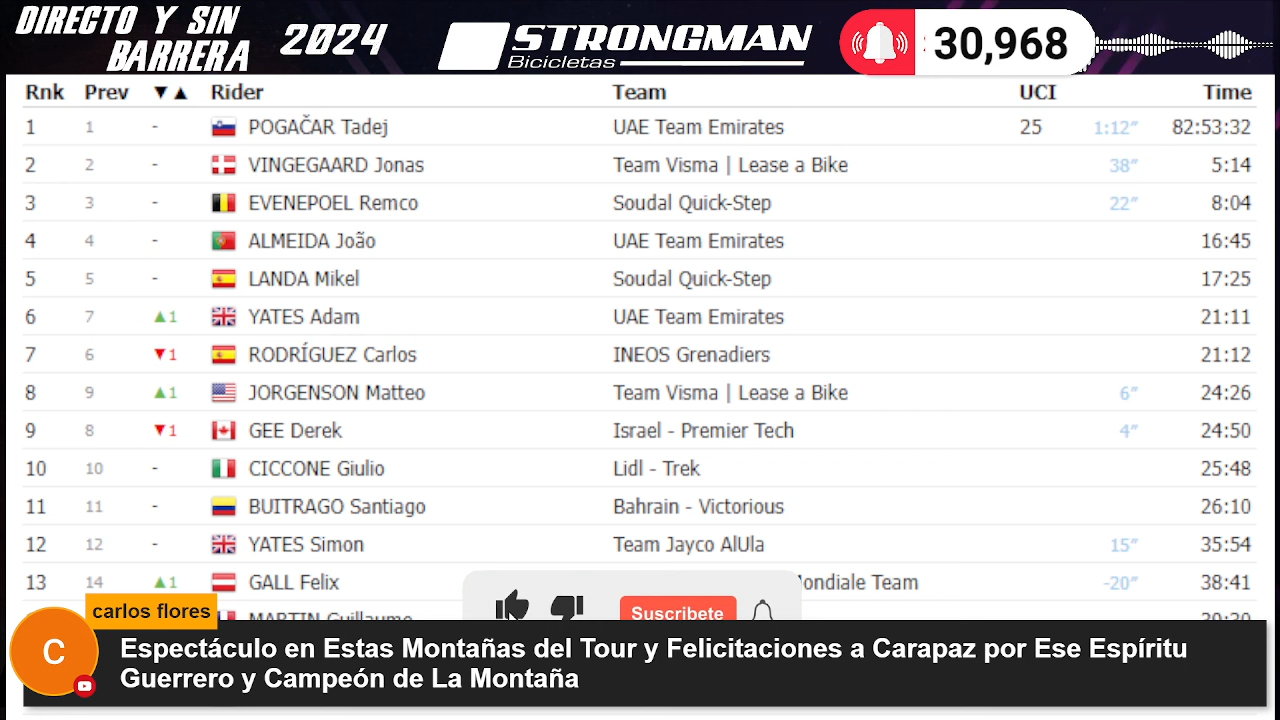 DIRECTO Y SIN BARRERA 2024 STRONGMAN Bicicletas 30,968
Rnk Prev ▼▲ Rider Team UCI Time
1 1 - POGAČAR Tadej UAE Team Emirates 25 1:12″ 82:53:32
2 2 - VINGEGAARD Jonas Team Visma | Lease a Bike 38″ 5:14
3 3 - EVENEPOEL Remco Soudal Quick-Step 22″ 8:04
4 4 - ALMEIDA João UAE Team Emirates 16:45
5 5 - LANDA Mikel Soudal Quick-Step 17:25
6 7 ▲1 YATES Adam UAE Team Emirates 21:11
7 6 ▼1 RODRÍGUEZ Carlos INEOS Grenadiers 21:12
8 9 ▲1 JORGENSON Matteo Team Visma | Lease a Bike 6″ 24:26
9 8 ▼1 GEE Derek Israel - Premier Tech 4″ 24:50
10 10 - CICCONE Giulio Lidl - Trek 25:48
11 11 - BUITRAGO Santiago Bahrain - Victorious 26:10
12 12 - YATES Simon Team Jayco AlUla 15″ 35:54
13 14 ▲1 GALL Felix Mondiale Team -20″ 38:41
MARTIN Guillaume Suscribete
carlos flores
C
Espectáculo en Estas Montañas del Tour y Felicitaciones a Carapaz por Ese Espíritu
Guerrero y Campeón de La Montaña